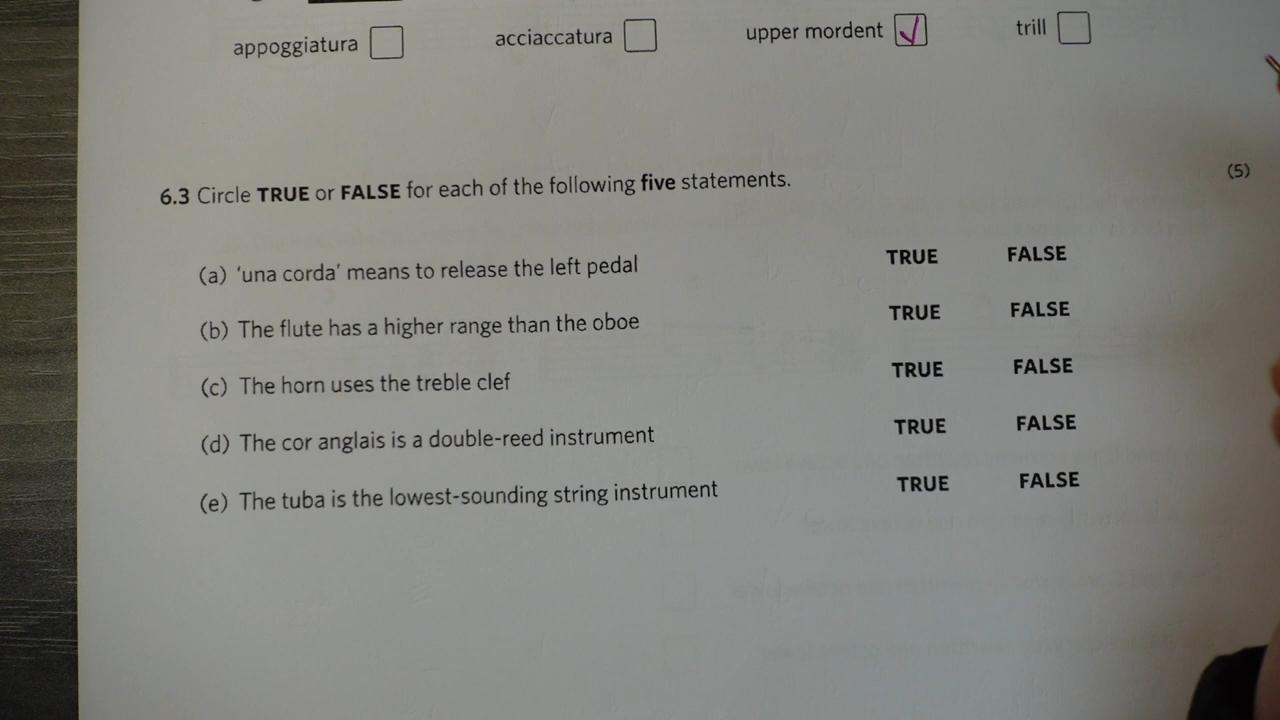 appoggiatura acciaccatura upper mordent ✓ trill
(5)
6.3 Circle TRUE or FALSE for each of the following five statements.
(a) ‘una corda’ means to release the left pedal TRUE FALSE
(b) The flute has a higher range than the oboe TRUE FALSE
(c) The horn uses the treble clef TRUE FALSE
(d) The cor anglais is a double-reed instrument TRUE FALSE
(e) The tuba is the lowest-sounding string instrument TRUE FALSE